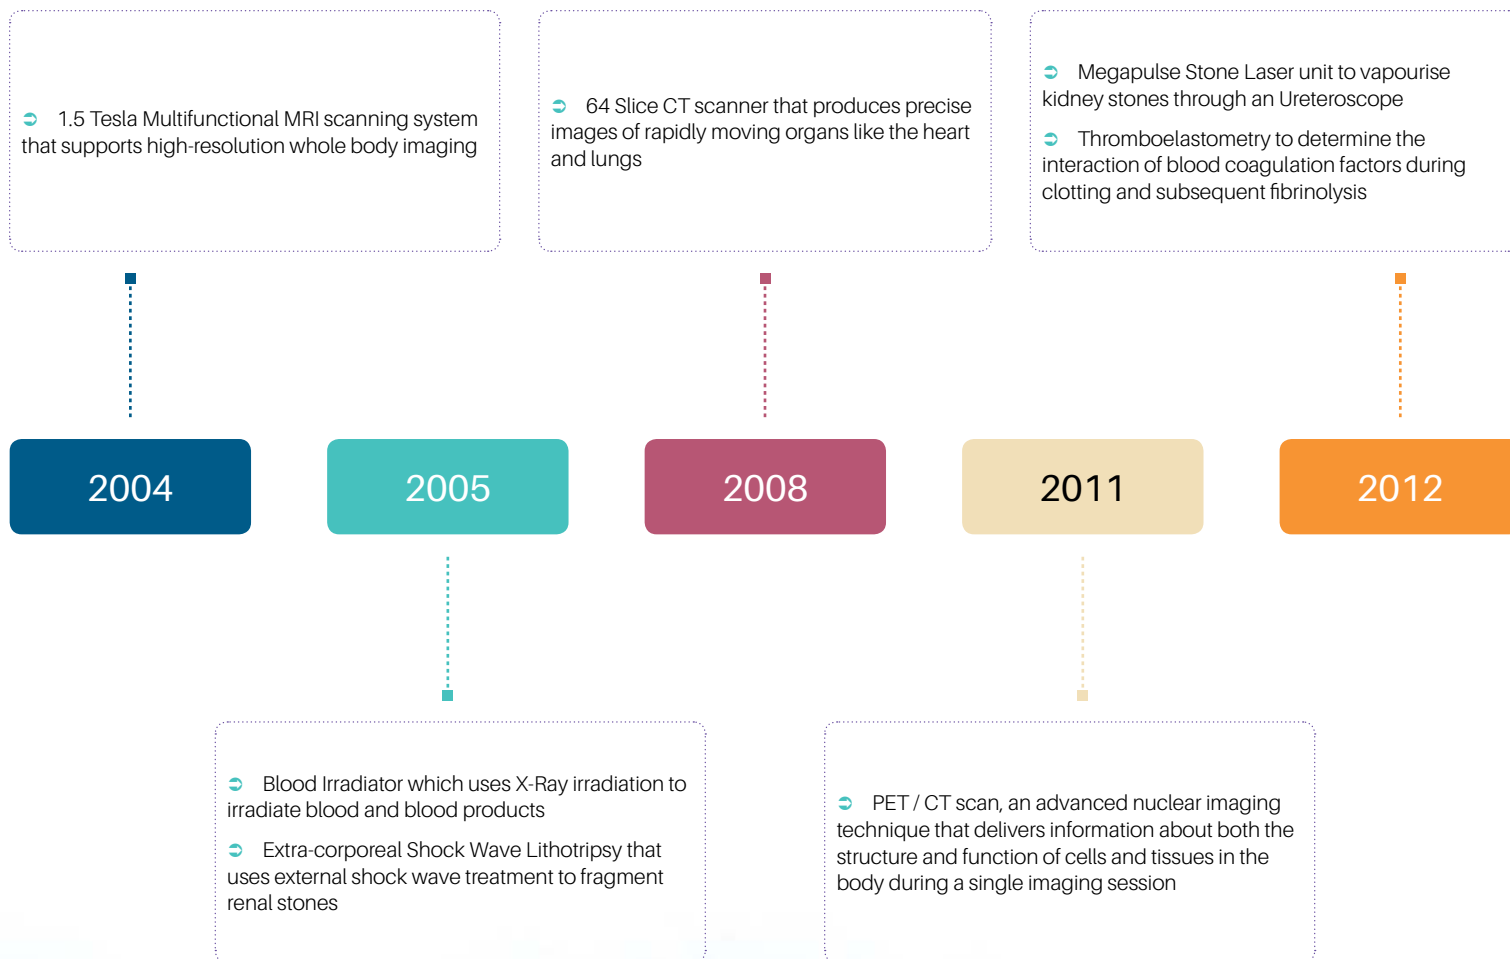 1.5 Tesla Multifunctional MRI scanning system
that supports high-resolution whole body imaging
64 Slice CT scanner that produces precise
images of rapidly moving organs like the heart
and lungs
Megapulse Stone Laser unit to vapourise
kidney stones through an Ureteroscope
Thromboelastometry to determine the
interaction of blood coagulation factors during
clotting and subsequent fibrinolysis
2004
2005
2008
2011
2012
Blood Irradiator which uses X-Ray irradiation to
irradiate blood and blood products
Extra-corporeal Shock Wave Lithotripsy that
uses external shock wave treatment to fragment
renal stones
PET / CT scan, an advanced nuclear imaging
technique that delivers information about both the
structure and function of cells and tissues in the
body during a single imaging session